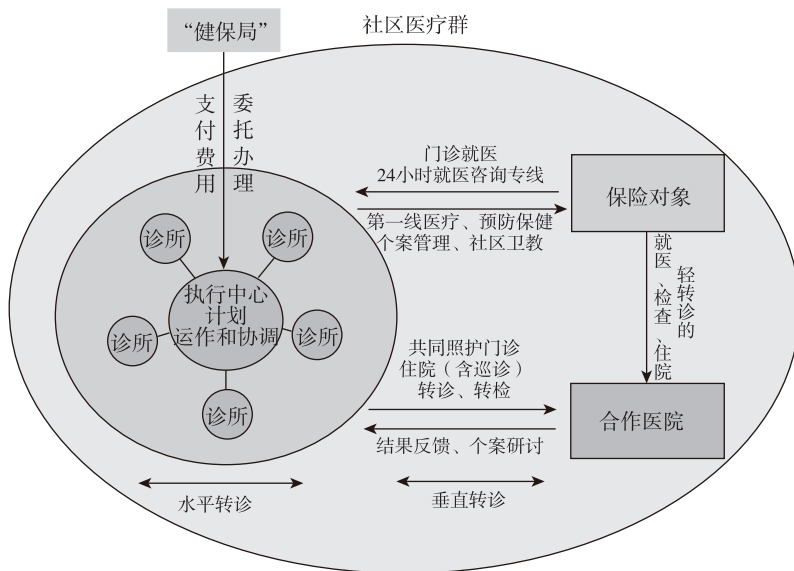 “健保局”
社区医疗群
支付费用
委托办理
门诊就医
24小时就医咨询专线
第一线医疗、预防保健
个案管理、社区卫教
保险对象
诊所
诊所
执行中心
计划
运作和协调
诊所
诊所
诊所
就医、检查、住院
轻转诊的
共同照护门诊
住院（含巡诊）
转诊、转检
合作医院
结果反馈、个案研讨
水平转诊
垂直转诊